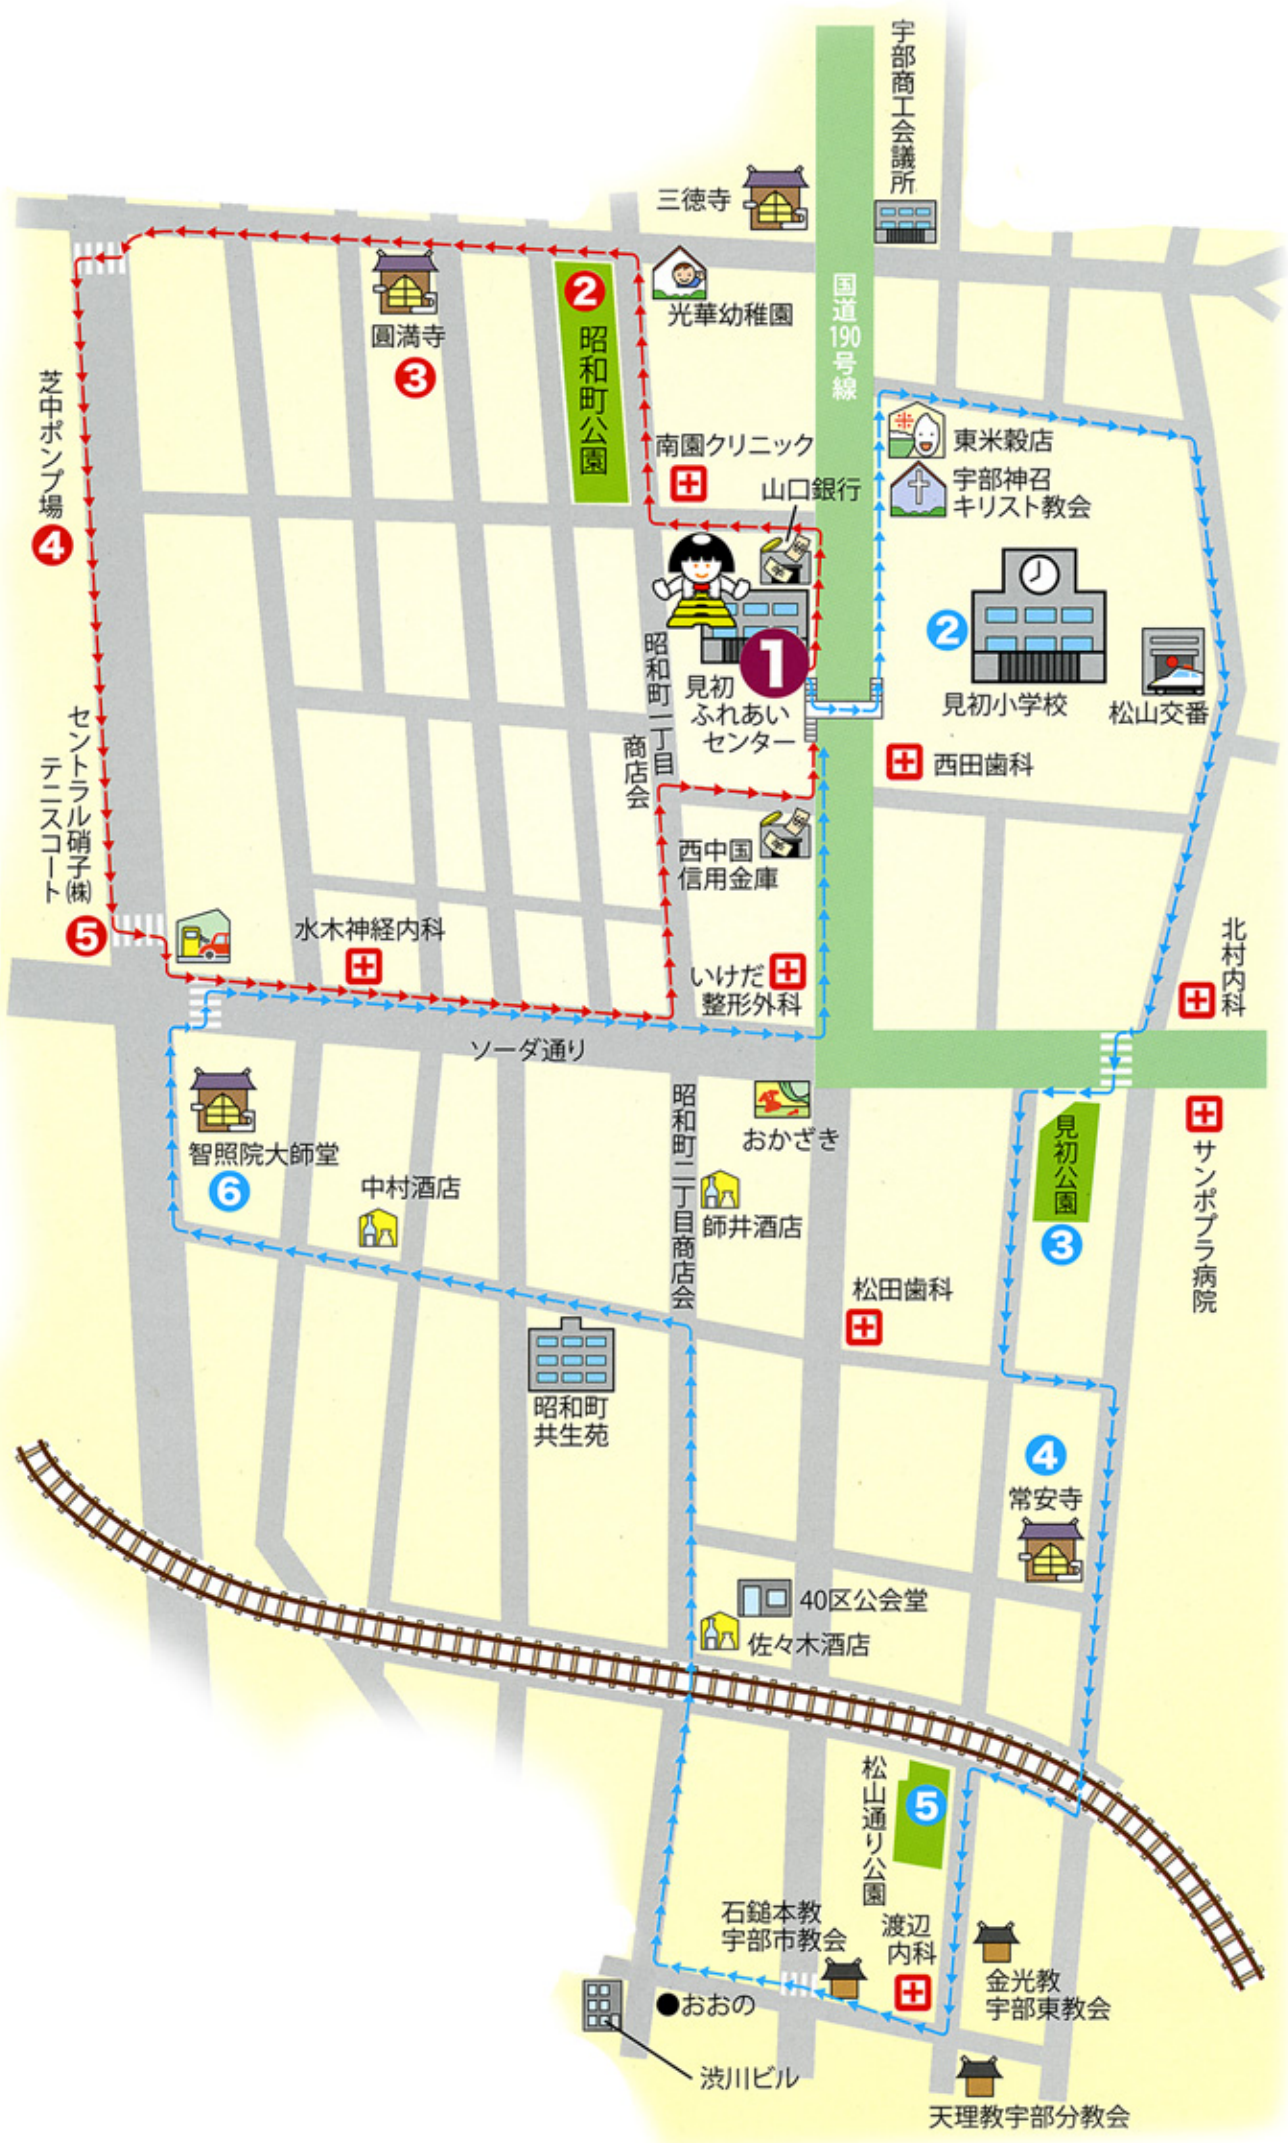 宇部商工会議所
三徳寺
国道190号線
光華幼稚園
2
昭和町公園
圓満寺
3
芝中ポンプ場
4
南園クリニック
山口銀行
東米穀店
宇部神召
キリスト教会
2
見初小学校
松山交番
1
見初
ふれあい
センター
昭和町一丁目
商店会
西田歯科
セントラル硝子㈱
テニスコート
5
西中国
信用金庫
水木神経内科
いけだ
整形外科
北村内科
ソーダ通り
智照院大師堂
6
中村酒店
昭和町二丁目商店会
おかざき
師井酒店
見初公園
3
サンポプラ病院
松田歯科
昭和町
共生苑
4
常安寺
40区公会堂
佐々木酒店
松山通り公園
5
石鎚本教
宇部市教会
渡辺
内科
金光教
宇部東教会
●おおの
渋川ビル
天理教宇部分教会